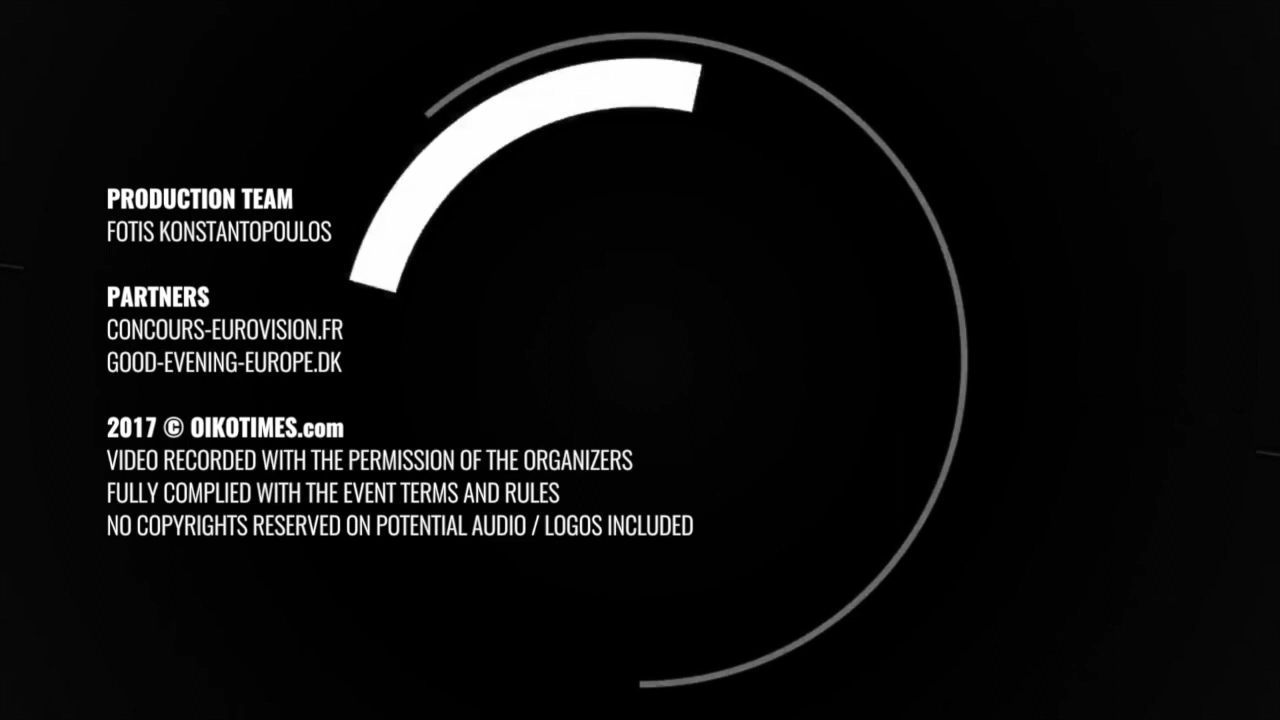 PRODUCTION TEAM
FOTIS KONSTANTOPOULOS
PARTNERS
CONCOURS-EUROVISION.FR
GOOD-EVENING-EUROPE.DK
2017 © OIKOTIMES.com
VIDEO RECORDED WITH THE PERMISSION OF THE ORGANIZERS
FULLY COMPLIED WITH THE EVENT TERMS AND RULES
NO COPYRIGHTS RESERVED ON POTENTIAL AUDIO / LOGOS INCLUDED